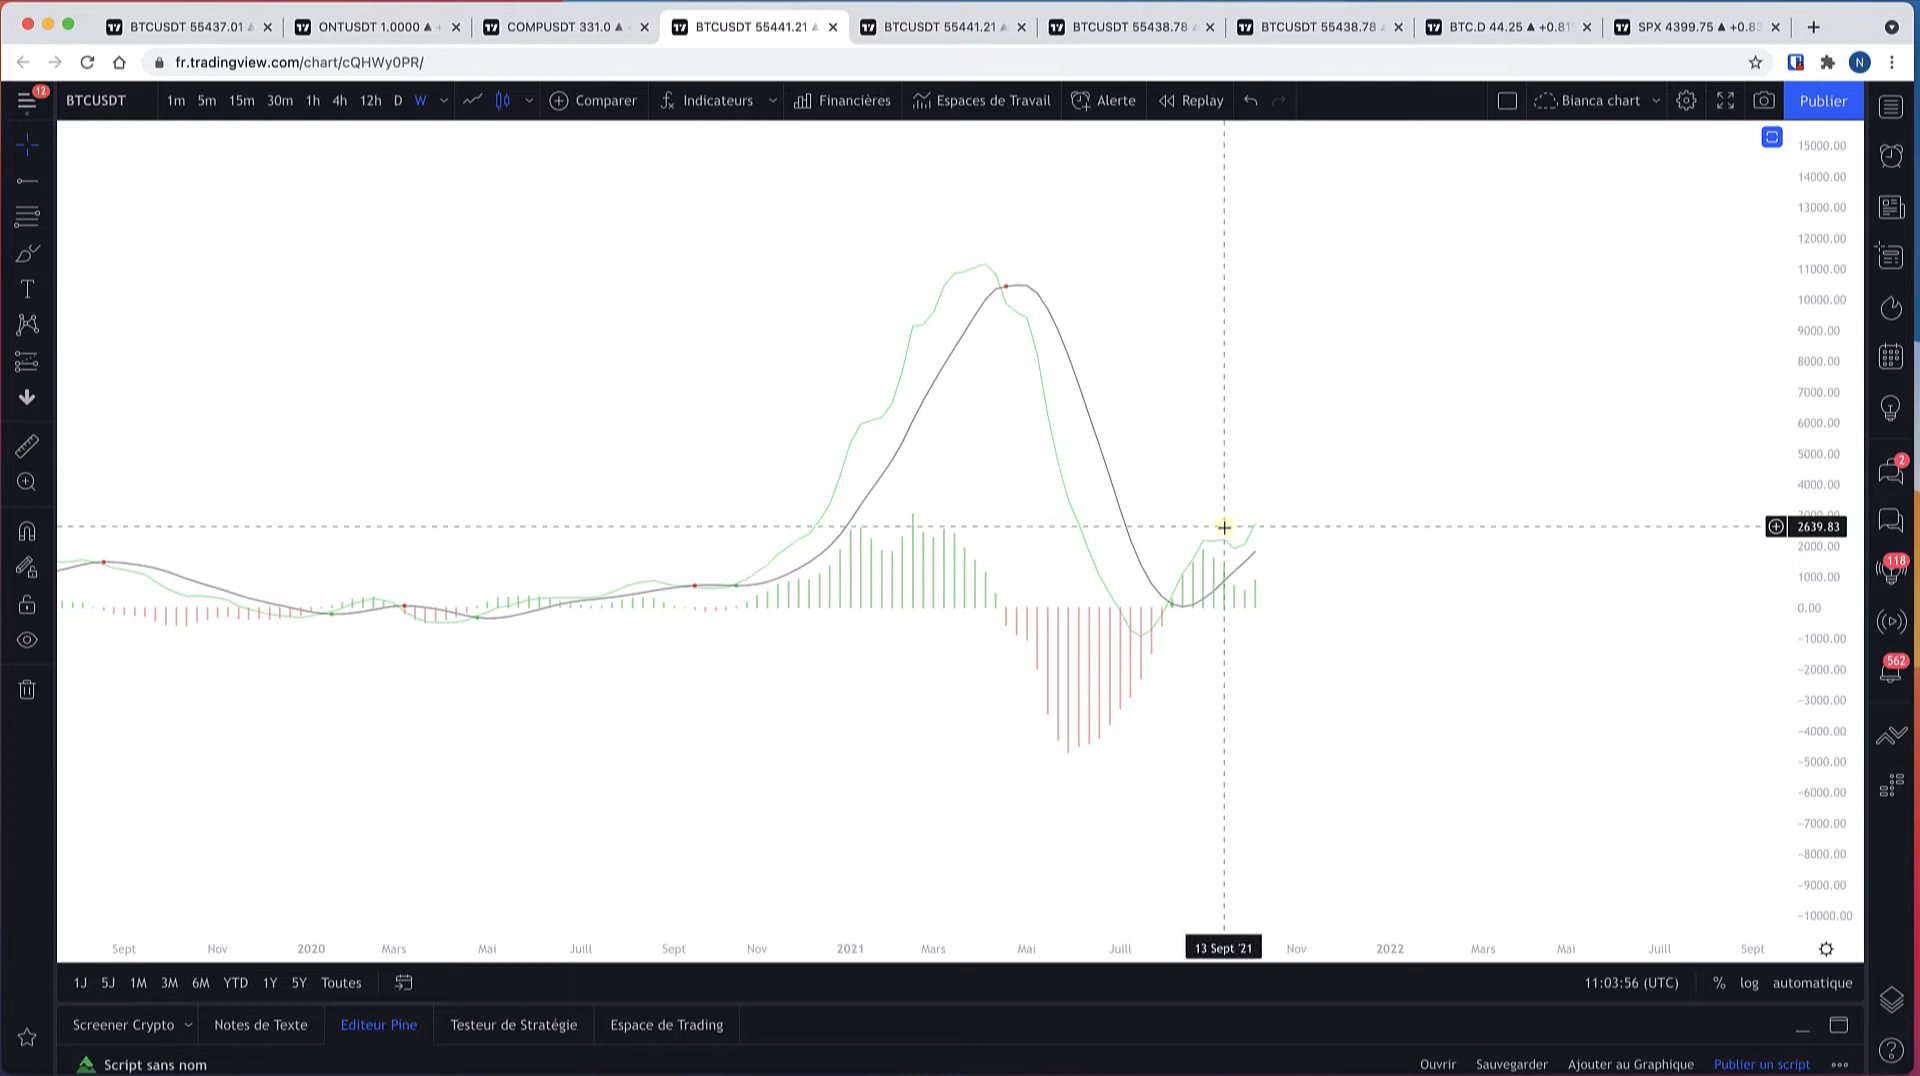 BTCUSDT 55437.01
ONTUSDT 1.0000
COMPUSDT 331.0
BTCUSDT 55441.21
BTCUSDT 55441.21
BTCUSDT 55438.78
BTCUSDT 55438.78
BTC.D 44.25 ▲ +0.81
SPX 4399.75 ▲ +0.83
fr.tradingview.com/chart/cQHWy0PR/
N
12
BTCUSDT 1m 5m 15m 30m 1h 4h 12h D W Comparer Indicateurs Financières Espaces de Travail Alerte Replay Bianca chart Publier
15000.00
14000.00
13000.00
12000.00
11000.00
10000.00
9000.00
8000.00
7000.00
6000.00
5000.00
4000.00
2639.83
2000.00
1000.00
0.00
−1000.00
−2000.00
−3000.00
−4000.00
−5000.00
−6000.00
−7000.00
−8000.00
−9000.00
−10000.00
2
118
562
Sept Nov 2020 Mars Mai Juill Sept Nov 2021 Mars Mai Juill 13 Sept '21 Nov 2022 Mars Mai Juill Sept
1J 5J 1M 3M 6M YTD 1Y 5Y Toutes 11:03:56 (UTC) % log automatique
Screener Crypto Notes de Texte Editeur Pine Testeur de Stratégie Espace de Trading
Script sans nom Ouvrir Sauvegarder Ajouter au Graphique Publier un script